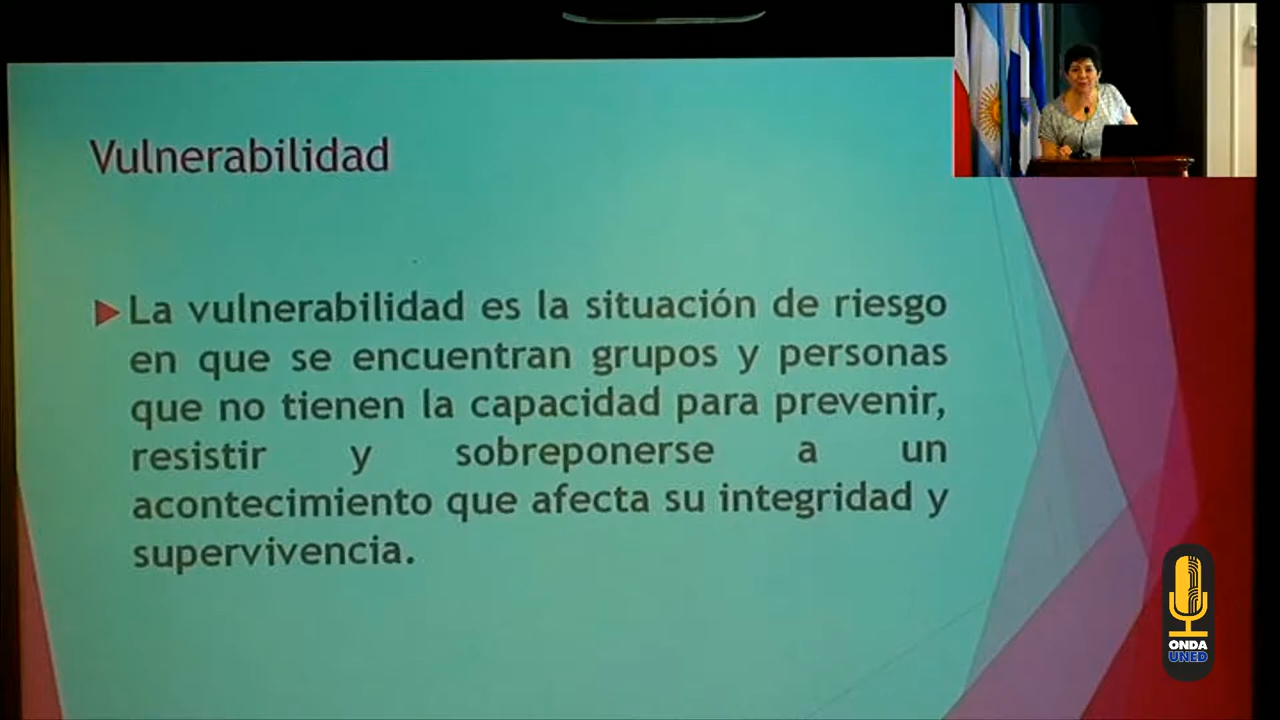 Vulnerabilidad
La vulnerabilidad es la situación de riesgo
en que se encuentran grupos y personas
que no tienen la capacidad para prevenir,
resistir y sobreponerse a un
acontecimiento que afecta su integridad y
supervivencia.
ONDA
UNED